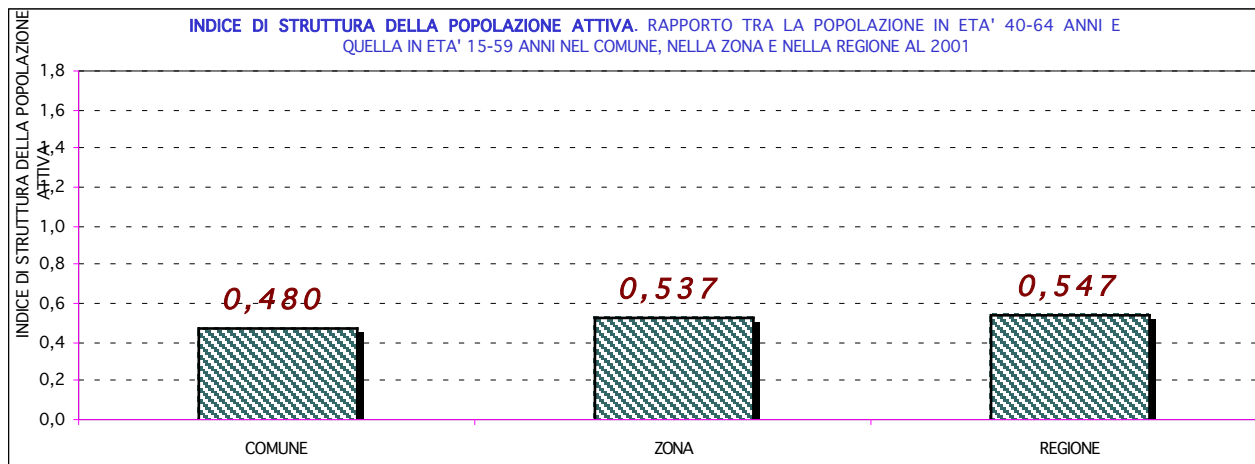 INDICE DI STRUTTURA DELLA POPOLAZIONE ATTIVA. RAPPORTO TRA LA POPOLAZIONE IN ETA' 40-64 ANNI E
QUELLA IN ETA' 15-59 ANNI NEL COMUNE, NELLA ZONA E NELLA REGIONE AL 2001
INDICE DI STRUTTURA DELLA POPOLAZIONE
ATTIVA
1,8
1,6
1,4
1,2
1,0
0,8
0,6
0,4
0,2
0,0
0,480
0,537
0,547
COMUNE
ZONA
REGIONE